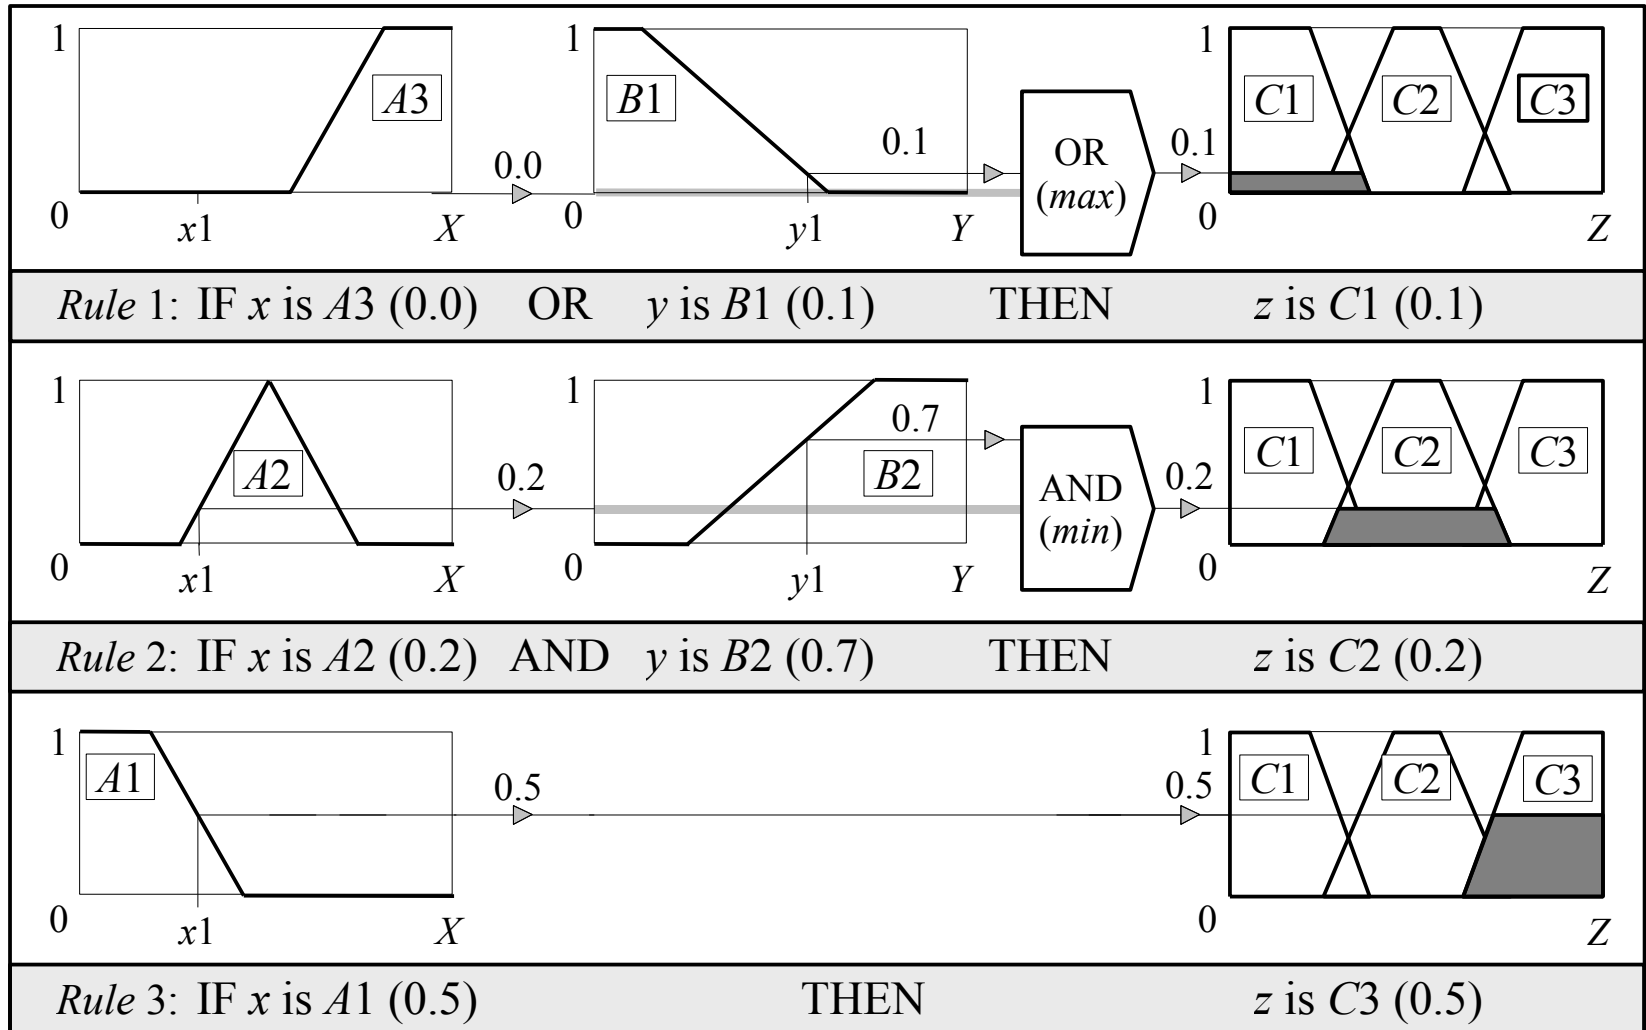 1 A3 B1 C1 C2 C3
0.0 0.1 OR (max) 0.1
0 x1 X 0 y1 Y 0 Z
1 1
Rule 1: IF x is A3 (0.0) OR y is B1 (0.1) THEN z is C1 (0.1)
1 A2 1 0.7 B2 1 C1 C2 C3
0.2 AND (min) 0.2
0 x1 X 0 y1 Y 0 Z
Rule 2: IF x is A2 (0.2) AND y is B2 (0.7) THEN z is C2 (0.2)
1 A1 1 C1 C2 C3
0.5 0.5
0 x1 X 0 Z
Rule 3: IF x is A1 (0.5) THEN z is C3 (0.5)